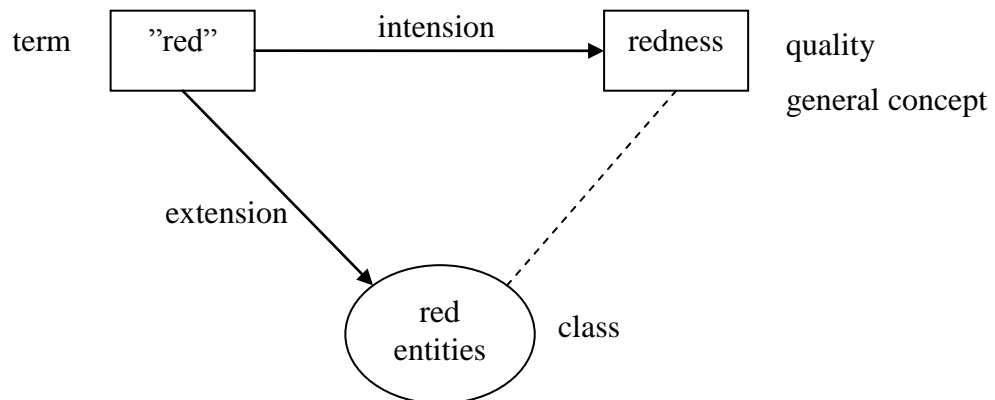 term
”red”
intension
redness
quality
general concept
extension
red
entities
class